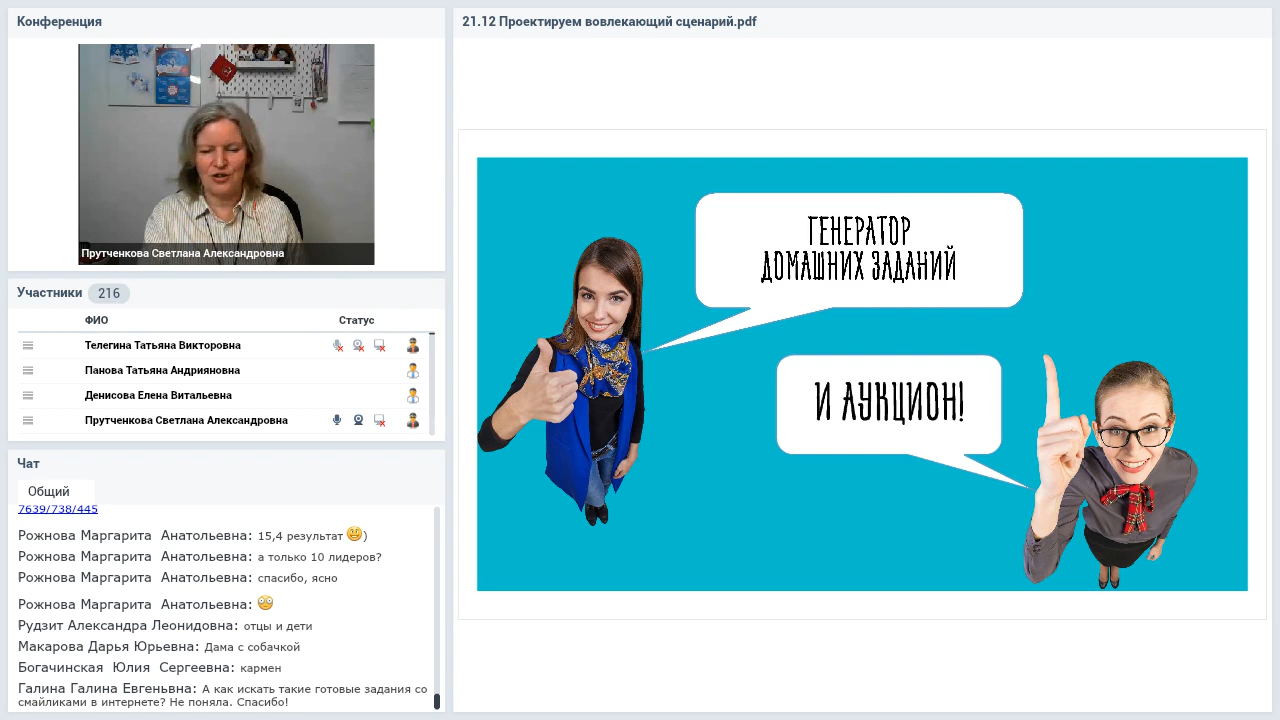 Конференция
Прутченкова Светлана Александровна
Участники 216
ФИО Статус
Телегина Татьяна Викторовна
Панова Татьяна Андрияновна
Денисова Елена Витальевна
Прутченкова Светлана Александровна
Чат
Общий
7639/738/445
Рожнова Маргарита Анатольевна: 15,4 результат )
Рожнова Маргарита Анатольевна: а только 10 лидеров?
Рожнова Маргарита Анатольевна: спасибо, ясно
Рожнова Маргарита Анатольевна:
Рудзит Александра Леонидовна: отцы и дети
Макарова Дарья Юрьевна: Дама с собачкой
Богачинская Юлия Сергеевна: кармен
Галина Галина Евгеньвна: А как искать такие готовые задания со
смайликами в интернете? Не поняла. Спасибо!
21.12 Проектируем вовлекающий сценарий.pdf
ГЕНЕРАТОР
ДОМАШНИХ ЗАДАНИЙ
И АУКЦИОН!